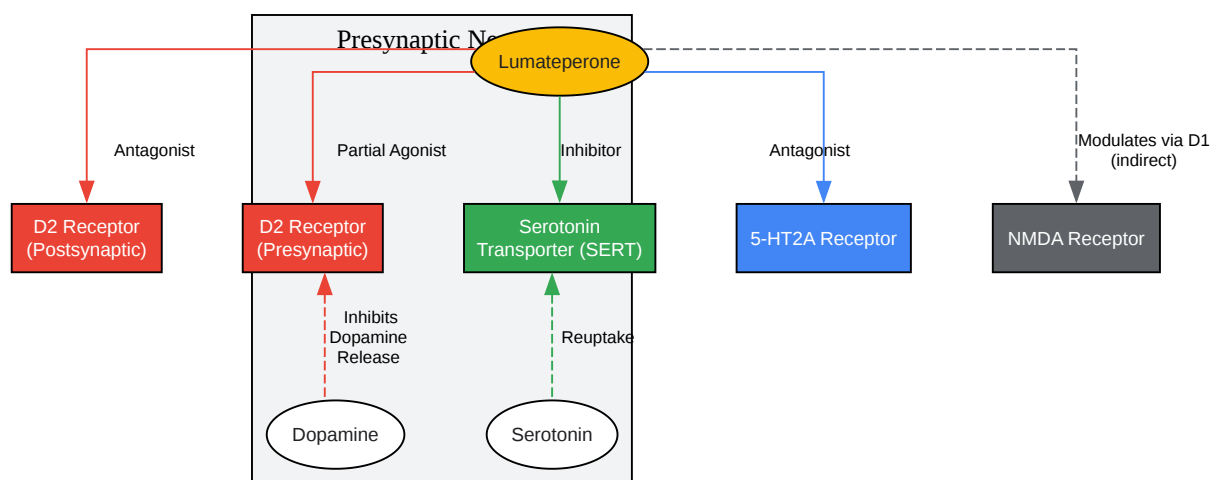 Presynaptic Ne
Lumateperone
Antagonist
Partial Agonist
Inhibitor
Antagonist
Modulates via D1
(indirect)
D2 Receptor
(Postsynaptic)
D2 Receptor
(Presynaptic)
Serotonin
Transporter (SERT)
5-HT2A Receptor
NMDA Receptor
Inhibits
Dopamine
Release
Reuptake
Dopamine
Serotonin